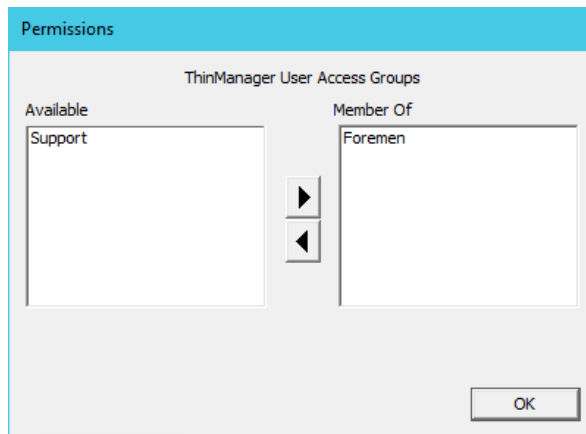 Permissions
ThinManager User Access Groups
Available
Member Of
Support
Foremen
OK